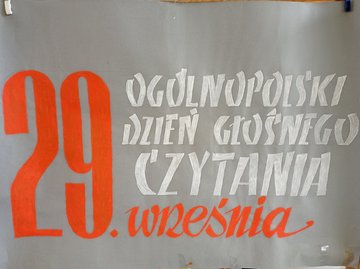 OGÓLNOPOLSKI
DZIEŃ GŁOŚNEGO
CZYTANIA
29. września